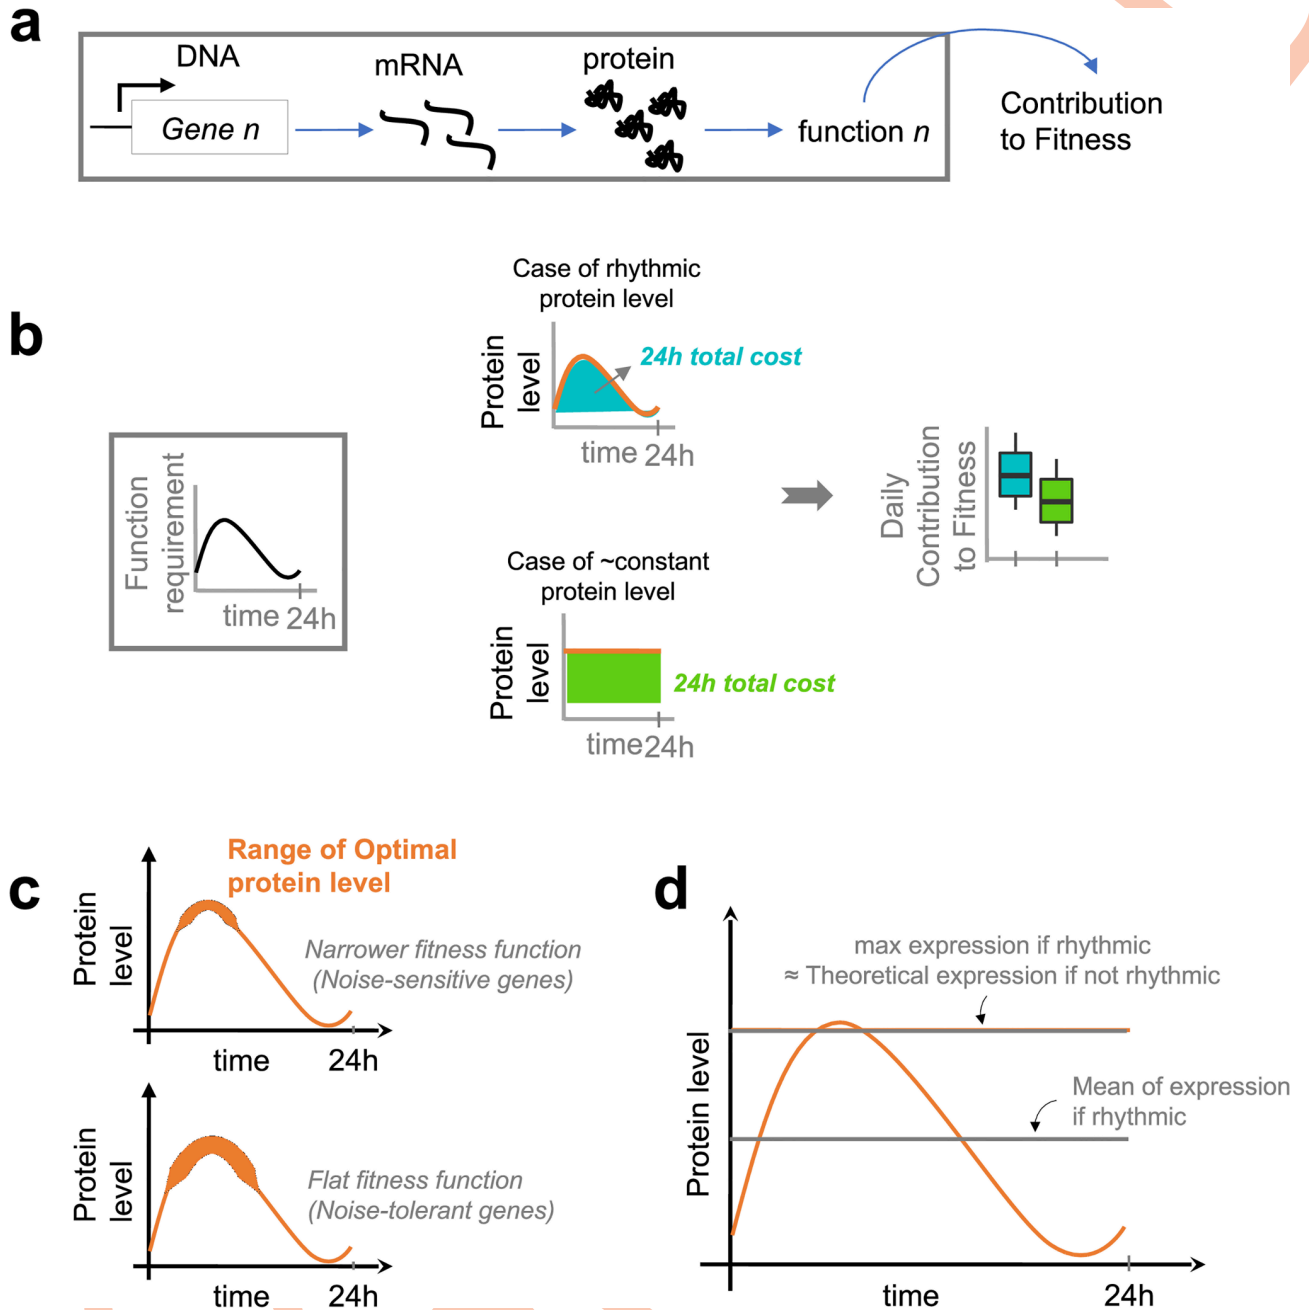 a
DNA
mRNA
protein
Gene n
function n
Contribution
to Fitness
b
Case of rhythmic
protein level
Protein
level
24h total cost
time 24h
Function
requirement
time 24h
Case of ~constant
protein level
Protein
level
24h total cost
time24h
Daily
Contribution
to Fitness
c
Range of Optimal
protein level
Protein
level
Narrower fitness function
(Noise-sensitive genes)
time 24h
Protein
level
Flat fitness function
(Noise-tolerant genes)
time 24h
d
max expression if rhythmic
≈ Theoretical expression if not rhythmic
Protein level
Mean of expression
if rhythmic
time 24h